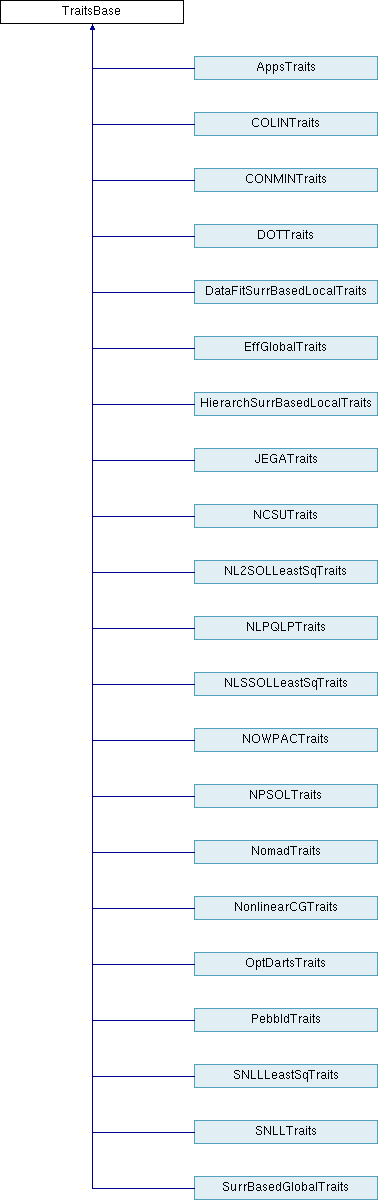 TraitsBase
AppsTraits
COLINTraits
CONMINTraits
DOTTraits
DataFitSurrBasedLocalTraits
EffGlobalTraits
HierarchSurrBasedLocalTraits
JEGATraits
NCSUTraits
NL2SOLLeastSqTraits
NLPQLPTraits
NLSSOLLeastSqTraits
NOWPACTraits
NPSOLTraits
NomadTraits
NonlinearCGTraits
OptDartsTraits
PebbldTraits
SNLLLeastSqTraits
SNLLTraits
SurrBasedGlobalTraits